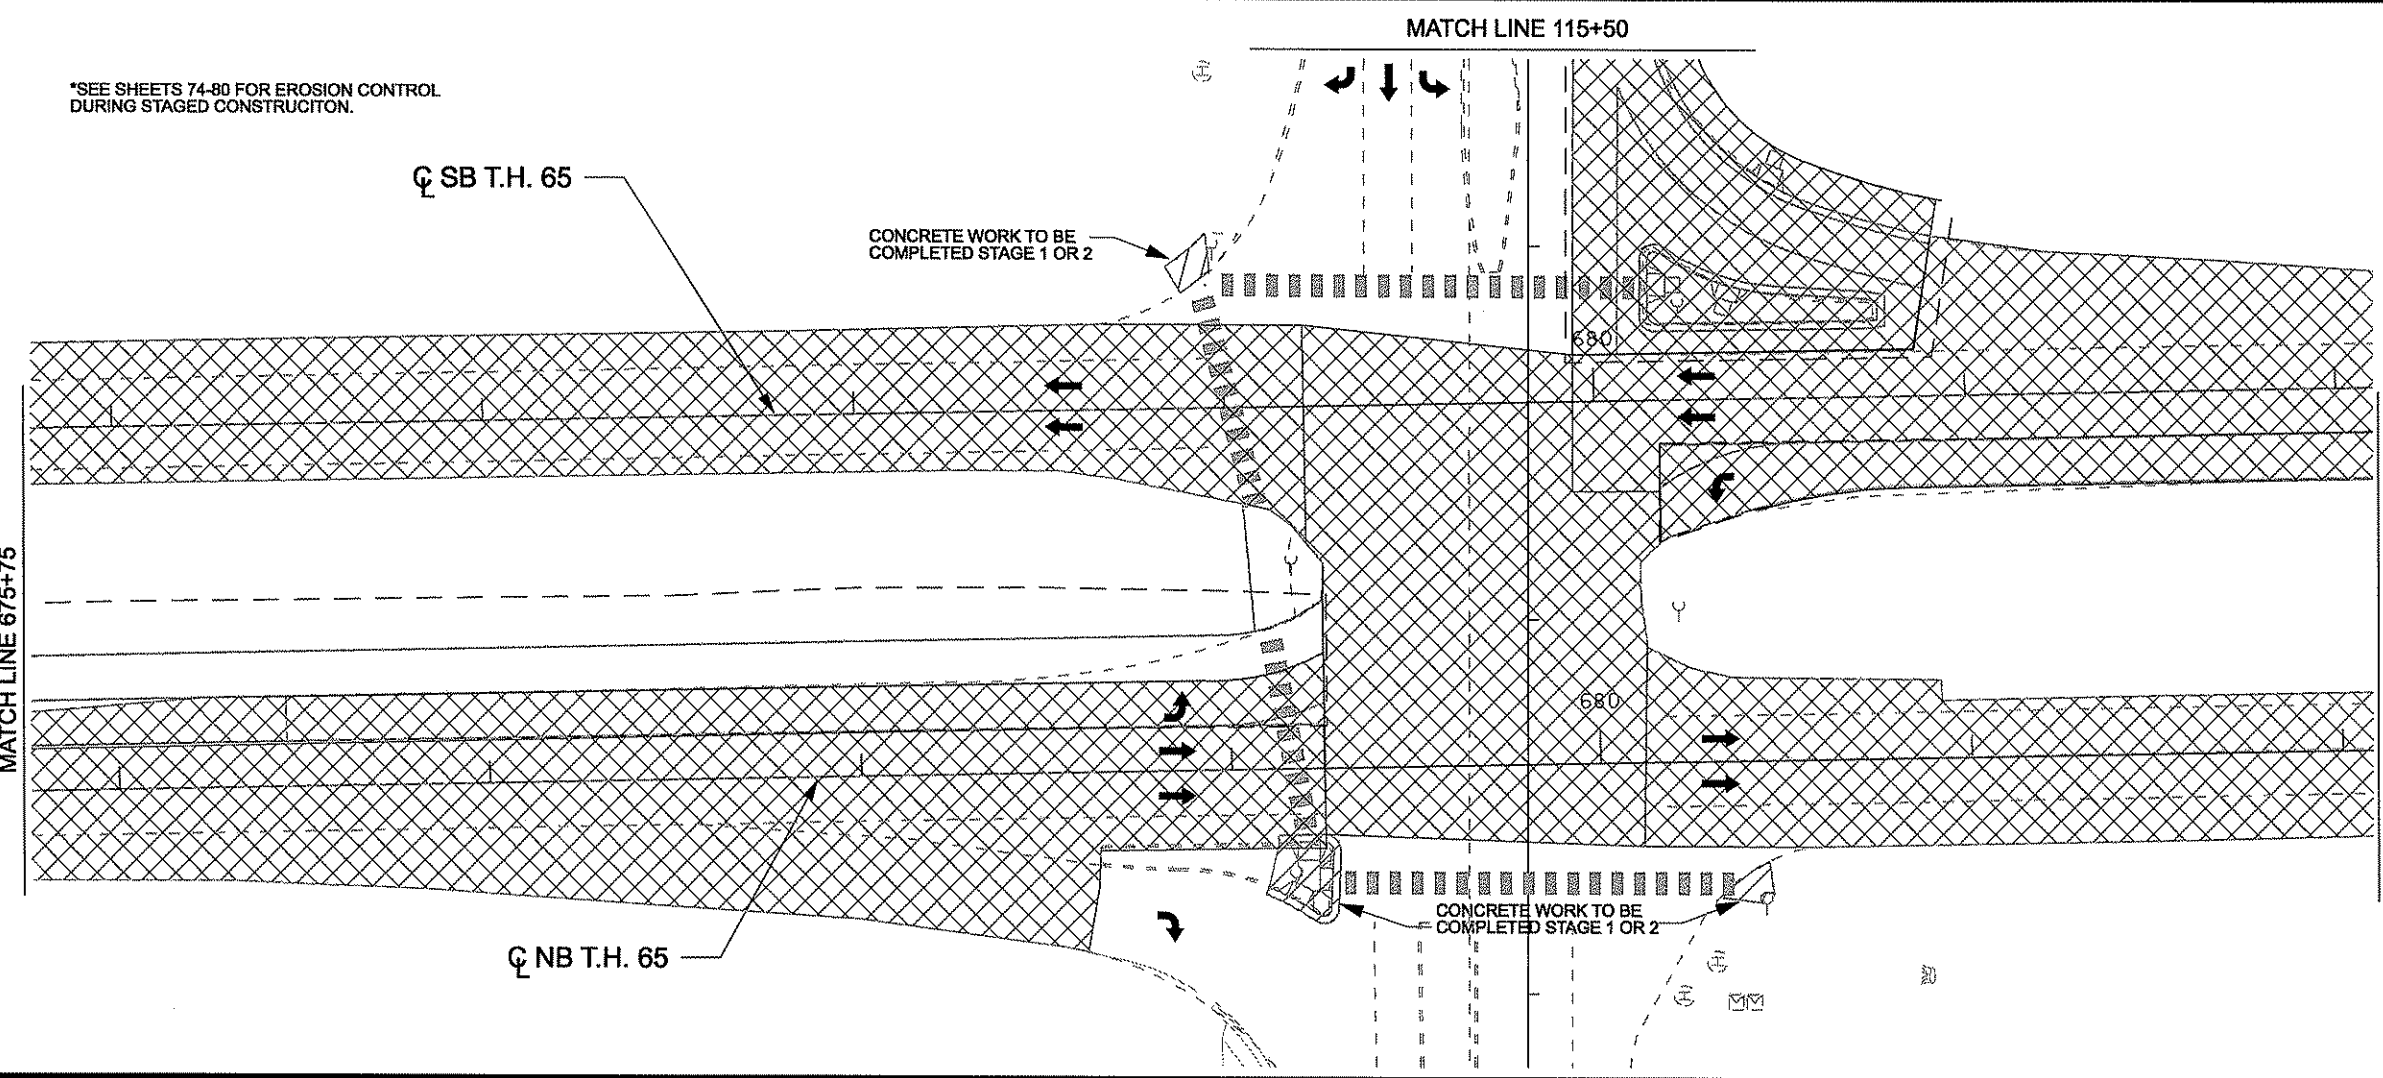 MATCH LINE 115+50
*SEE SHEETS 74-80 FOR EROSION CONTROL
DURING STAGED CONSTRUCITON.
℄ SB T.H. 65
CONCRETE WORK TO BE
COMPLETED STAGE 1 OR 2
680
MATCH LINE 675+75
680
CONCRETE WORK TO BE
COMPLETED STAGE 1 OR 2
℄ NB T.H. 65